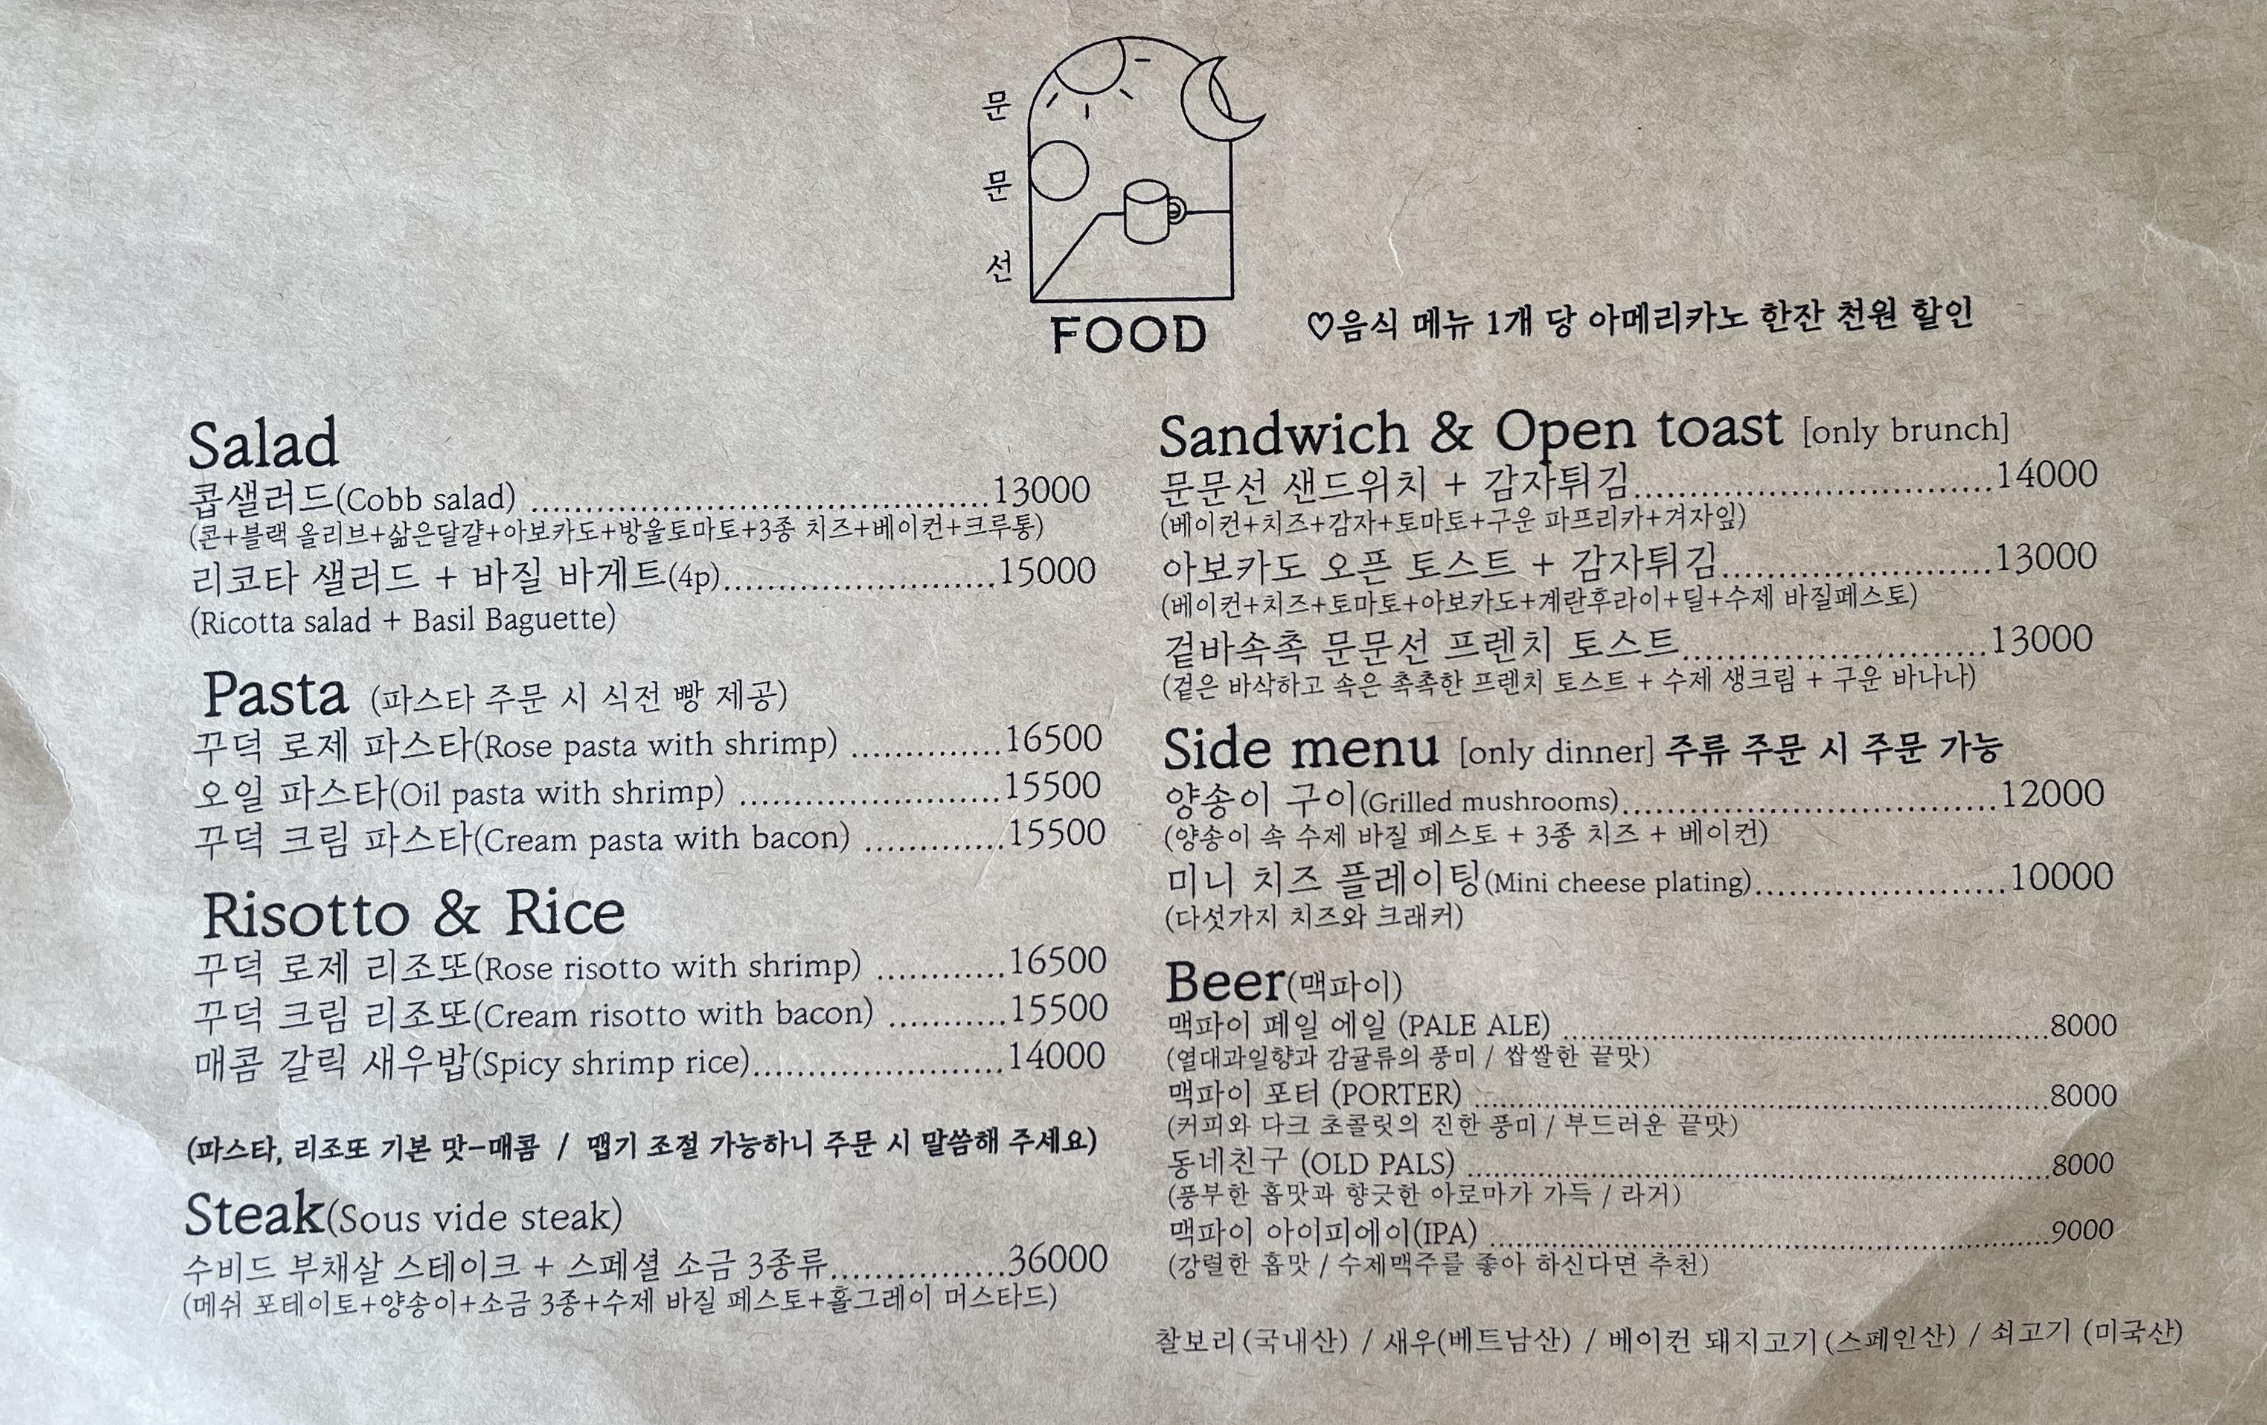 문
문
선
FOOD
♡음식 메뉴 1개 당 아메리카노 한잔 천원 할인
Salad
콥샐러드(Cobb salad) ........................................13000
(콘+블랙 올리브+삶은달걀+아보카도+방울토마토+3종 치즈+베이컨+크루통)
리코타 샐러드 + 바질 바게트(4p)........................15000
(Ricotta salad + Basil Baguette)
Pasta (파스타 주문 시 식전 빵 제공)
꾸덕 로제 파스타(Rose pasta with shrimp) .............16500
오일 파스타(Oil pasta with shrimp) ......................15500
꾸덕 크림 파스타(Cream pasta with bacon) ............15500
Risotto & Rice
꾸덕 로제 리조또(Rose risotto with shrimp) ...........16500
꾸덕 크림 리조또(Cream risotto with bacon) ..........15500
매콤 갈릭 새우밥(Spicy shrimp rice)......................14000
(파스타, 리조또 기본 맛-매콤 / 맵기 조절 가능하니 주문 시 말씀해 주세요)
Steak(Sous vide steak)
수비드 부채살 스테이크 + 스페셜 소금 3종류...............36000
(메쉬 포테이토+양송이+소금 3종+수제 바질 페스토+홀그레이 머스타드)
Sandwich & Open toast [only brunch]
문문선 샌드위치 + 감자튀김................................14000
(베이컨+치즈+감자+토마토+구운 파프리카+겨자잎)
아보카도 오픈 토스트 + 감자튀김........................13000
(베이컨+치즈+토마토+아보카도+계란후라이+딜+수제 바질페스토)
겉바속촉 문문선 프렌치 토스트...........................13000
(겉은 바삭하고 속은 촉촉한 프렌치 토스트 + 수제 생크림 + 구운 바나나)
Side menu [only dinner] 주류 주문 시 주문 가능
양송이 구이(Grilled mushrooms).................................12000
(양송이 속 수제 바질 페스토 + 3종 치즈 + 베이컨)
미니 치즈 플레이팅(Mini cheese plating)......................10000
(다섯가지 치즈와 크래커)
Beer(맥파이)
맥파이 페일 에일 (PALE ALE) ..........................................8000
(열대과일향과 감귤류의 풍미 / 쌉쌀한 끝맛)
맥파이 포터 (PORTER) ..................................................8000
(커피와 다크 초콜릿의 진한 풍미 / 부드러운 끝맛)
동네친구 (OLD PALS) ...................................................8000
(풍부한 홉맛과 향긋한 아로마가 가득 / 라거)
맥파이 아이피에이(IPA) .................................................9000
(강렬한 홉맛 / 수제맥주를 좋아 하신다면 추천)
찰보리(국내산) / 새우(베트남산) / 베이컨 돼지고기(스페인산) / 쇠고기 (미국산)